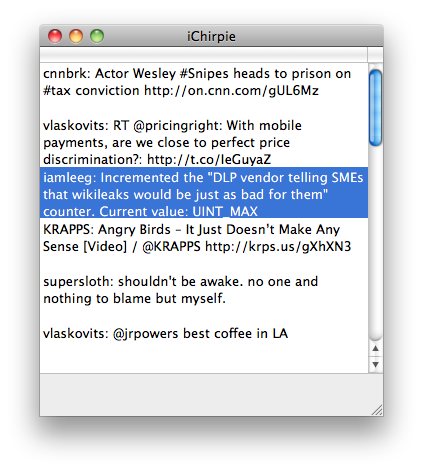 iChirpie
cnnbrk: Actor Wesley #Snipes heads to prison on
#tax conviction http://on.cnn.com/gUL6Mz
vlaskovits: RT @pricingright: With mobile
payments, are we close to perfect price
discrimination?: http://t.co/IeGuyaZ
iamleeg: Incremented the "DLP vendor telling SMEs
that wikileaks would be just as bad for them"
counter. Current value: UINT_MAX
KRAPPS: Angry Birds – It Just Doesn't Make Any
Sense [Video] / @KRAPPS http://krps.us/gXhXN3
supersloth: shouldn't be awake. no one and
nothing to blame but myself.
vlaskovits: @jrpowers best coffee in LA